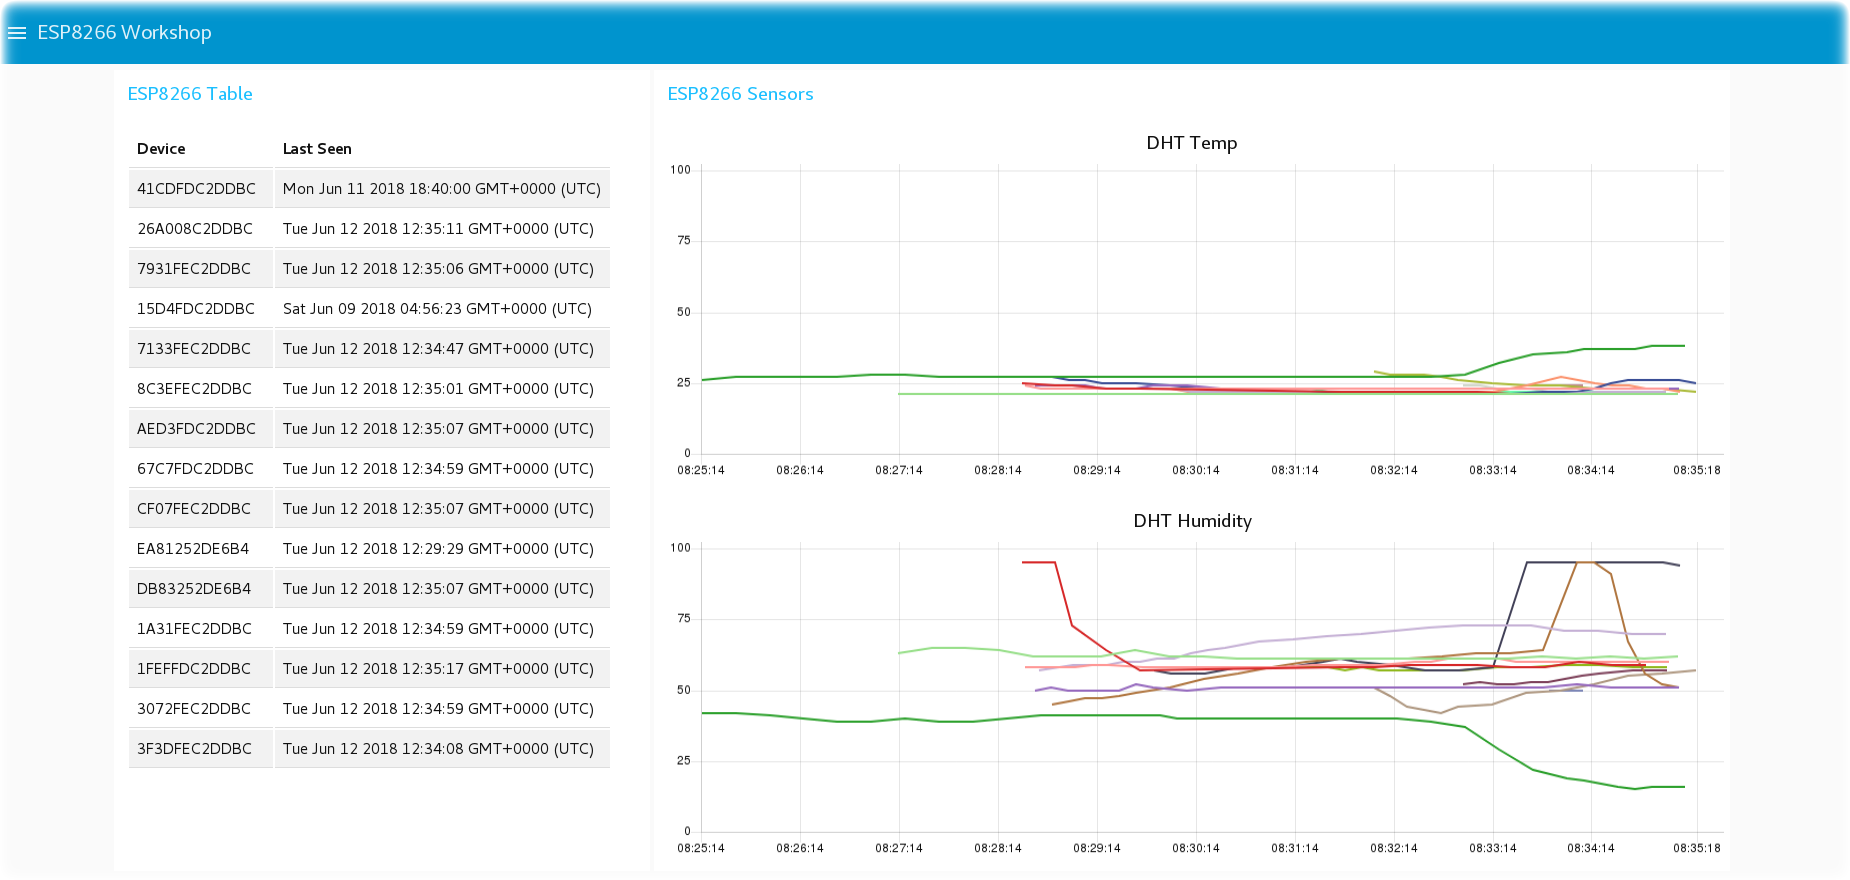 ESP8266 Workshop
ESP8266 Table
Device Last Seen
41CDFDC2DDBC Mon Jun 11 2018 18:40:00 GMT+0000 (UTC)
26A008C2DDBC Tue Jun 12 2018 12:35:11 GMT+0000 (UTC)
7931FEC2DDBC Tue Jun 12 2018 12:35:06 GMT+0000 (UTC)
15D4FDC2DDBC Sat Jun 09 2018 04:56:23 GMT+0000 (UTC)
7133FEC2DDBC Tue Jun 12 2018 12:34:47 GMT+0000 (UTC)
8C3EFEC2DDBC Tue Jun 12 2018 12:35:01 GMT+0000 (UTC)
AED3FDC2DDBC Tue Jun 12 2018 12:35:07 GMT+0000 (UTC)
67C7FDC2DDBC Tue Jun 12 2018 12:34:59 GMT+0000 (UTC)
CF07FEC2DDBC Tue Jun 12 2018 12:35:07 GMT+0000 (UTC)
EA81252DE6B4 Tue Jun 12 2018 12:29:29 GMT+0000 (UTC)
DB83252DE6B4 Tue Jun 12 2018 12:35:07 GMT+0000 (UTC)
1A31FEC2DDBC Tue Jun 12 2018 12:34:59 GMT+0000 (UTC)
1FEFFDC2DDBC Tue Jun 12 2018 12:35:17 GMT+0000 (UTC)
3072FEC2DDBC Tue Jun 12 2018 12:34:59 GMT+0000 (UTC)
3F3DFEC2DDBC Tue Jun 12 2018 12:34:08 GMT+0000 (UTC)
ESP8266 Sensors
DHT Temp
100
75
50
25
0
08:25:14 08:26:14 08:27:14 08:28:14 08:29:14 08:30:14 08:31:14 08:32:14 08:33:14 08:34:14 08:35:18
DHT Humidity
100
75
50
25
0
08:25:14 08:26:14 08:27:14 08:28:14 08:29:14 08:30:14 08:31:14 08:32:14 08:33:14 08:34:14 08:35:18